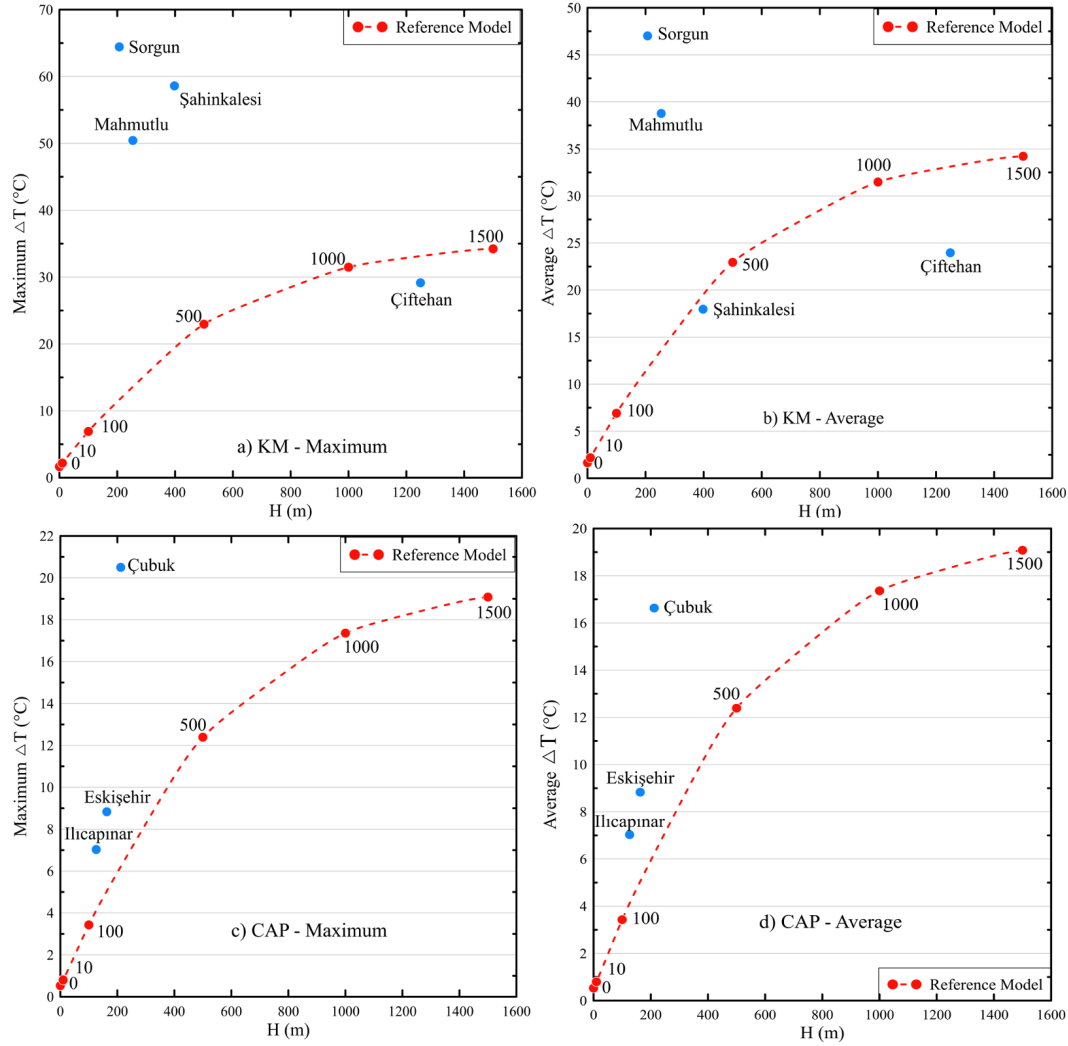 Reference Model
Maximum △T (°C)
70
60
50
40
30
20
10
0
Sorgun
Şahinkalesi
Mahmutlu
1500
1000
Çiftehan
500
100
10
0
a) KM - Maximum
0 200 400 600 800 1000 1200 1400 1600
H (m)
Reference Model
Average △T (°C)
50
45
40
35
30
25
20
15
10
5
0
Sorgun
Mahmutlu
1000
1500
500
Çiftehan
Şahinkalesi
100
10
0
b) KM - Average
0 200 400 600 800 1000 1200 1400 1600
H (m)
Reference Model
Maximum △T (°C)
22
20
18
16
14
12
10
8
6
4
2
0
Çubuk
1500
1000
500
Eskişehir
Ilıcapınar
100
10
0
c) CAP - Maximum
0 200 400 600 800 1000 1200 1400 1600
H (m)
Average △T (°C)
20
18
16
14
12
10
8
6
4
2
0
1500
1000
Çubuk
500
Eskişehir
Ilıcapınar
100
10
0
d) CAP - Average
Reference Model
0 200 400 600 800 1000 1200 1400 1600
H (m)